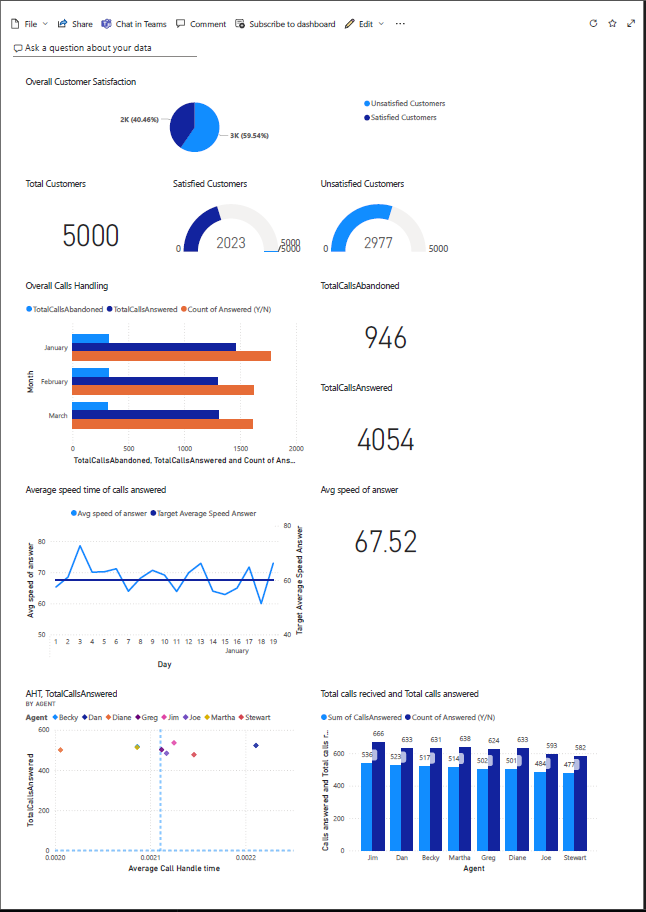 File Share Chat in Teams Comment Subscribe to dashboard Edit ...
Ask a question about your data
Overall Customer Satisfaction
Unsatisfied Customers
Satisfied Customers
2K (40.46%)
3K (59.54%)
Total Customers
5000
Satisfied Customers
0 2023 5000
5000
Unsatisfied Customers
0 2977 5000
Overall Calls Handling
TotalCallsAbandoned TotalCallsAnswered Count of Answered (Y/N)
Month
January
February
March
0 500 1000 1500 2000
TotalCallsAbandoned, TotalCallsAnswered and Count of Ans...
TotalCallsAbandoned
946
TotalCallsAnswered
4054
Average speed time of calls answered
Avg speed of answer Target Average Speed Answer
Avg speed of answer
80
70
60
50
80
60
40
Target Average Speed Answer
1 2 3 4 5 6 7 8 9 10 11 12 13 14 15 16 17 18 19
January
Day
Avg speed of answer
67.52
AHT, TotalCallsAnswered
BY AGENT
Agent Becky Dan Diane Greg Jim Joe Martha Stewart
TotalCallsAnswered
600
400
200
0
0.0020 0.0021 0.0022
Average Call Handle time
Total calls recived and Total calls answered
Sum of CallsAnswered Count of Answered (Y/N)
Calls answered and Total calls r...
600
400
200
0
536 666 523 633 517 631 514 638 502 624 501 633 484 593 477 582
Jim Dan Becky Martha Greg Diane Joe Stewart
Agent